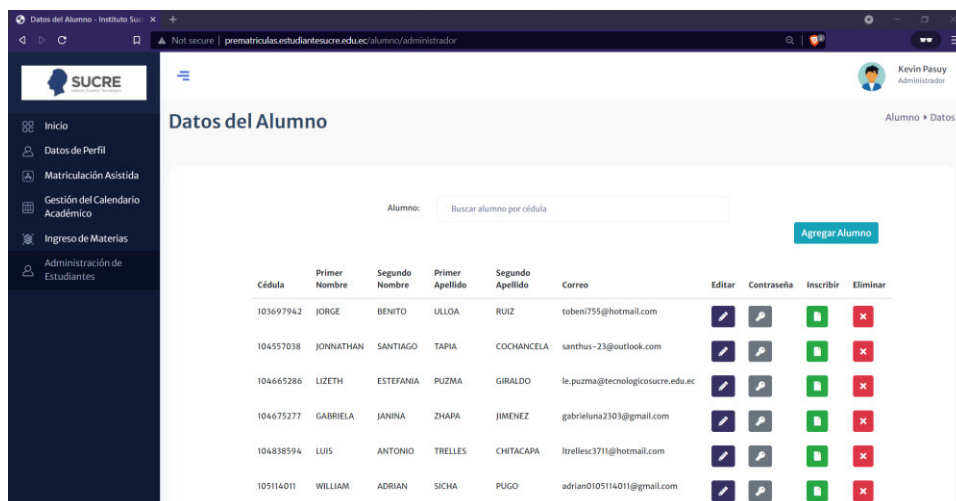 Datos del Alumno - Instituto Suc
Not secure | prematriculas.estudiantesucre.edu.ec/alumno/administrador
SUCRE
Kevin Pasuy
Administrador
Inicio
Datos de Perfil
Matriculación Asistida
Gestión del Calendario
Académico
Ingreso de Materias
Administración de
Estudiantes
Datos del Alumno
Alumno ▸ Datos
Alumno: Buscar alumno por cédula
Agregar Alumno
Cédula Primer Nombre Segundo Nombre Primer Apellido Segundo Apellido Correo Editar Contraseña Inscribir Eliminar
103697942 JORGE BENITO ULLOA RUIZ tobeni755@hotmail.com
104557038 JONNATHAN SANTIAGO TAPIA COCHANCELA santhus-23@outlook.com
104665286 LIZETH ESTEFANIA PUZMA GIRALDO le.puzma@tecnologicosucre.edu.ec
104675277 GABRIELA JANINA ZHAPA JIMENEZ gabrieluna2303@gmail.com
104838594 LUIS ANTONIO TRELLES CHITACAPA ltrellesc3711@hotmail.com
105114011 WILLIAM ADRIAN SICHA PUGO adrian0105114011@gmail.com